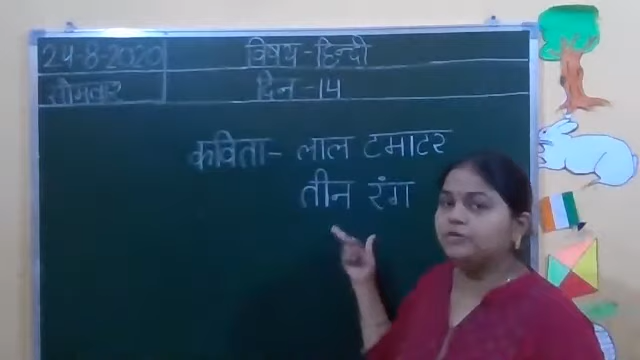 24-8-2020 विषय-हिन्दी
सोमवार दिन-14
कविता- लाल टमाटर
तीन रंग